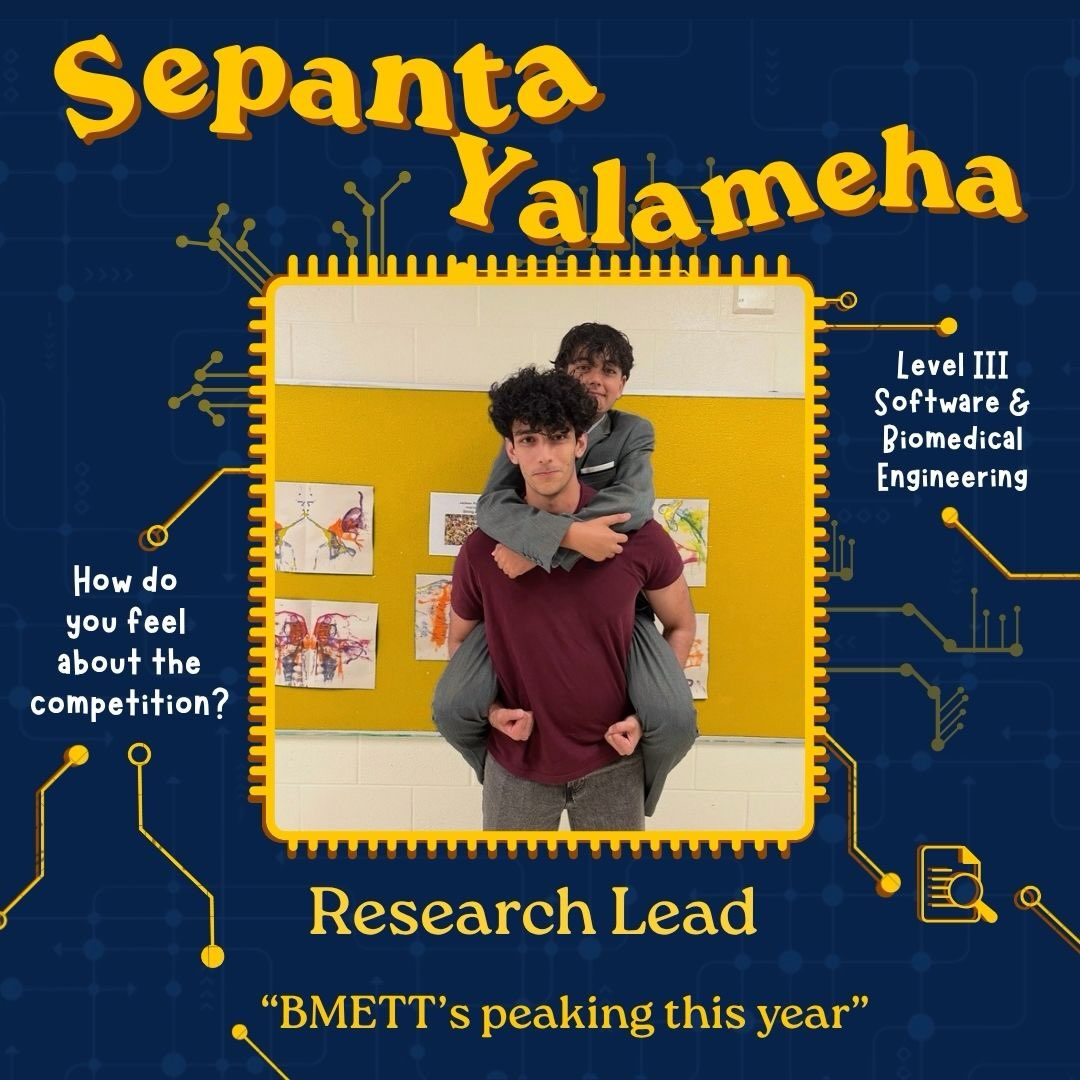 Sepanta
Yalameha
Level III
Software &
Biomedical
Engineering
How do
you feel
about the
competition?
Research Lead
“BMETT’s peaking this year”